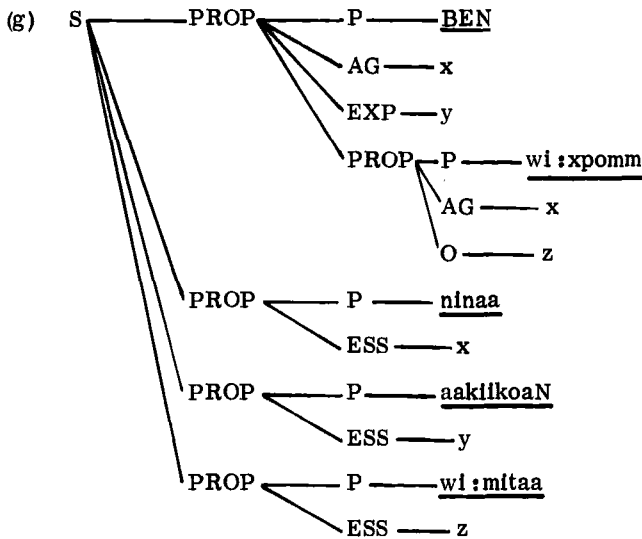 (g) S PROP P BEN
AG x
EXP y
PROP P wi:xpomm
AG x
O z
PROP P ninaa
ESS x
PROP P aakiikoaN
ESS y
PROP P wi:mitaa
ESS z